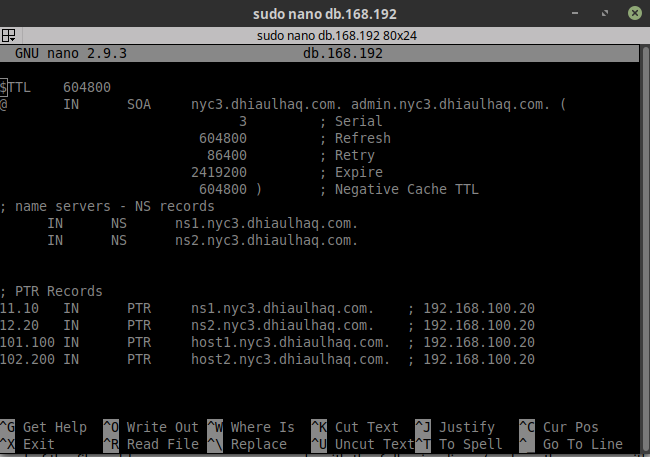 sudo nano db.168.192
sudo nano db.168.192 80x24
GNU nano 2.9.3 db.168.192
$TTL 604800
@ IN SOA nyc3.dhiaulhaq.com. admin.nyc3.dhiaulhaq.com. (
3 ; Serial
604800 ; Refresh
86400 ; Retry
2419200 ; Expire
604800 ) ; Negative Cache TTL
; name servers - NS records
IN NS ns1.nyc3.dhiaulhaq.com.
IN NS ns2.nyc3.dhiaulhaq.com.
; PTR Records
11.10 IN PTR ns1.nyc3.dhiaulhaq.com. ; 192.168.100.20
12.20 IN PTR ns2.nyc3.dhiaulhaq.com. ; 192.168.100.20
101.100 IN PTR host1.nyc3.dhiaulhaq.com. ; 192.168.100.20
102.200 IN PTR host2.nyc3.dhiaulhaq.com. ; 192.168.100.20
^G Get Help ^O Write Out ^W Where Is ^K Cut Text ^J Justify ^C Cur Pos
^X Exit ^R Read File ^\ Replace ^U Uncut Text ^T To Spell ^_ Go To Line